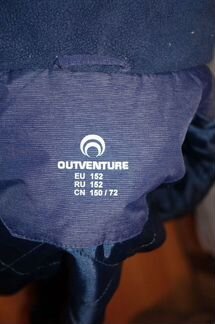 OUTVENTURE
EU 152
RU 152
CN 150 / 72